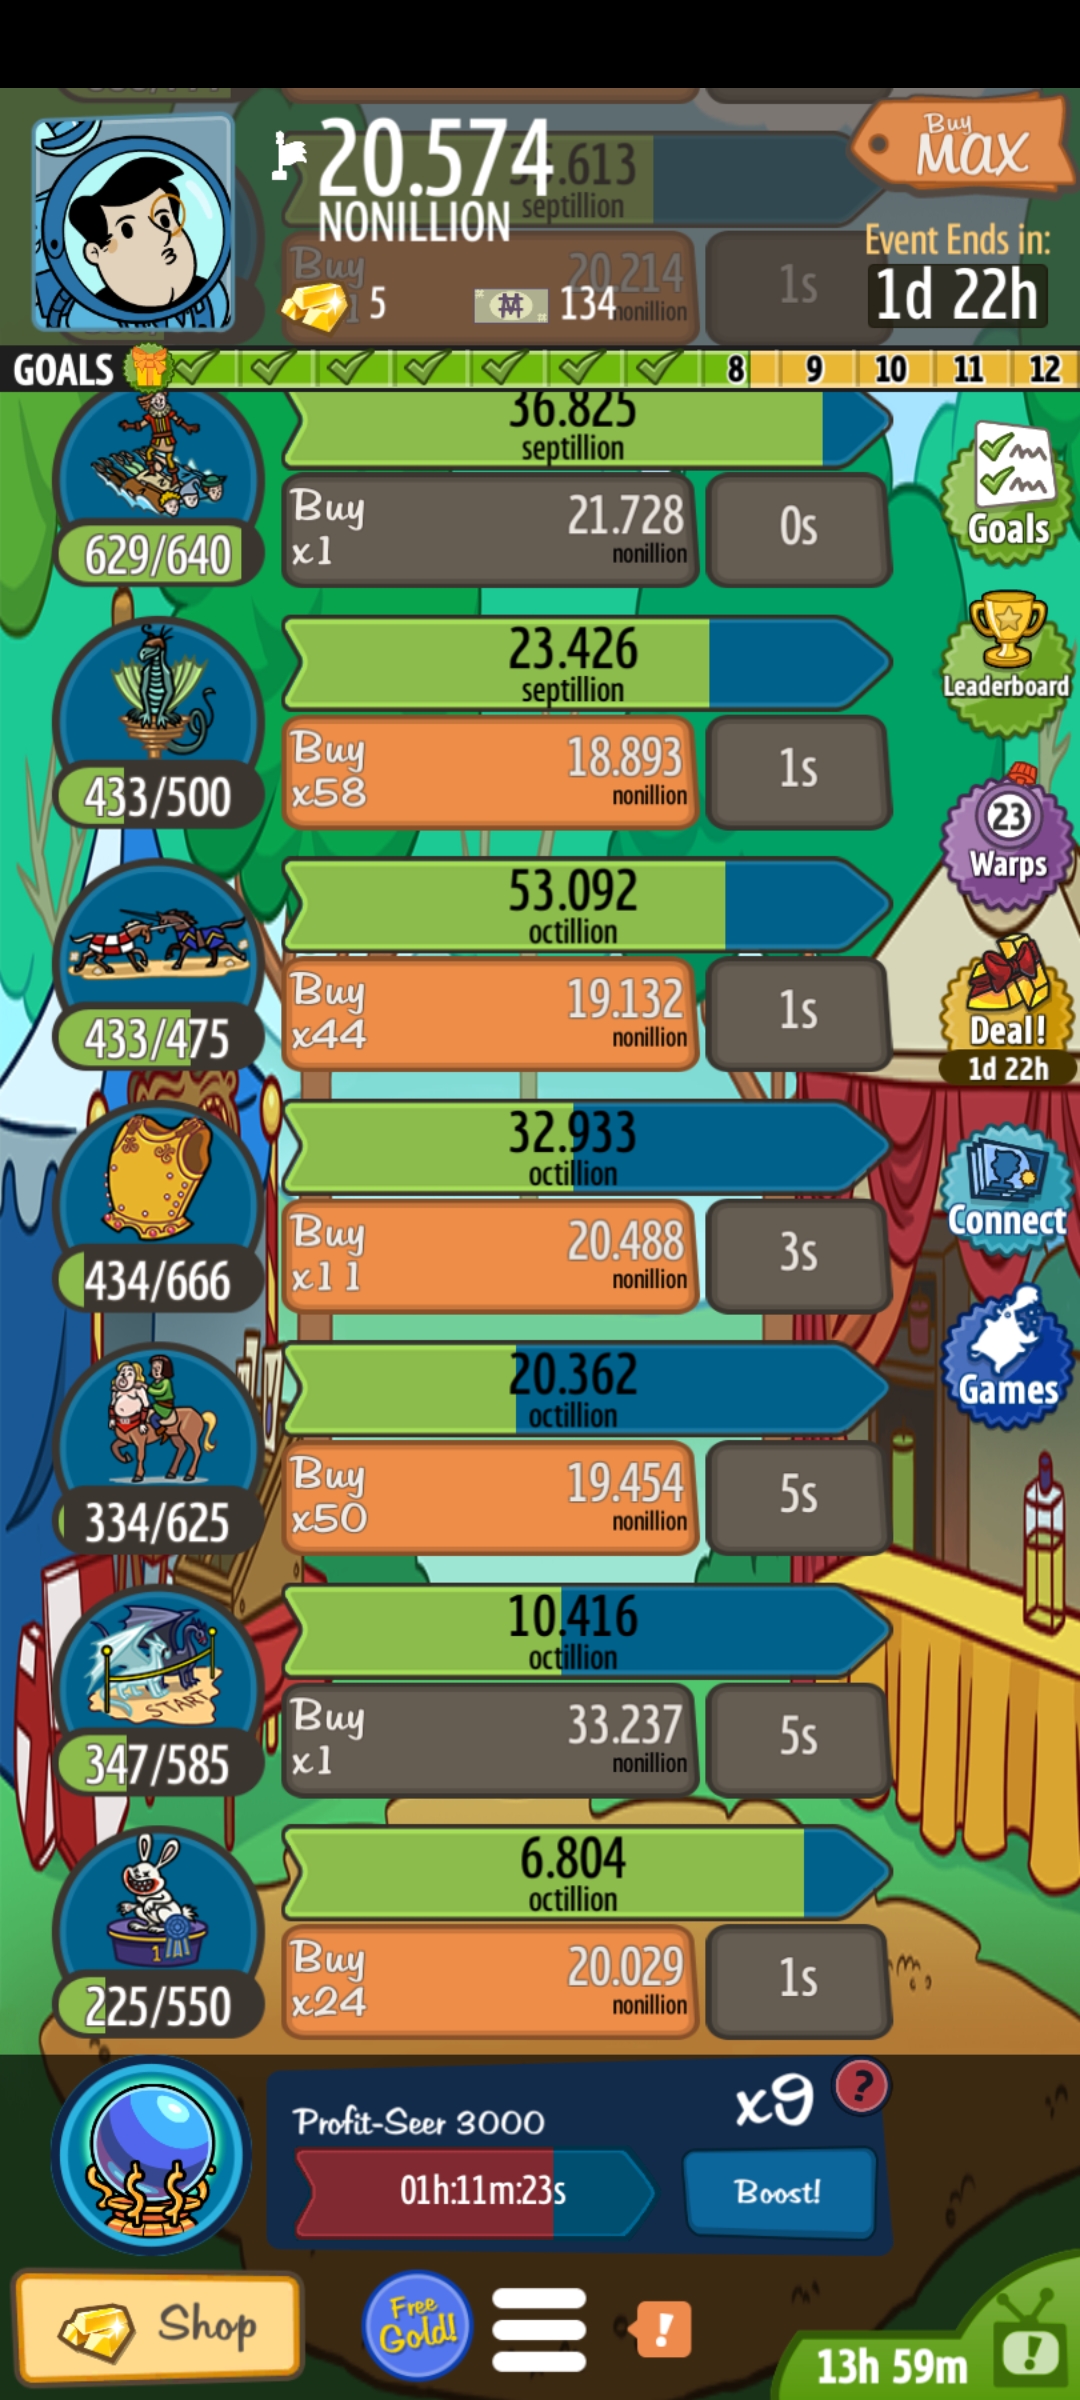 20.574
NONILLION
35.613
septillion
Buy
MAX
Event Ends in:
1d 22h
Buy
20.214
nonillion
1s
5
134
GOALS
8 9 10 11 12
36.825
septillion
Buy
x1
21.728
nonillion
0s
629/640
Goals
23.426
septillion
Buy
x58
18.893
nonillion
1s
433/500
Leaderboard
23
Warps
53.092
octillion
Buy
x44
19.132
nonillion
1s
433/475
Deal!
1d 22h
32.933
octillion
Buy
x11
20.488
nonillion
3s
434/666
Connect
20.362
octillion
Buy
x50
19.454
nonillion
5s
334/625
Games
START
10.416
octillion
Buy
x1
33.237
nonillion
5s
347/585
1
6.804
octillion
Buy
x24
20.029
nonillion
1s
225/550
Profit-Seer 3000
x9
?
01h:11m:23s
Boost!
Shop
Free
Gold!
!
13h 59m
!